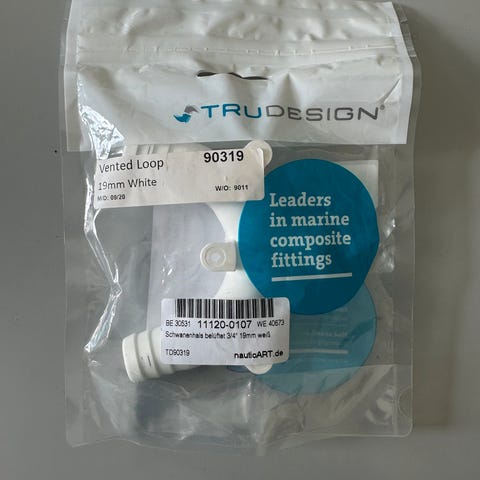 TRUDESIGN®
Vented Loop 90319
19mm White W/O: 9011
M/D: 09/20
Leaders
in marine
composite
fittings
BE 30531 11120-0107 WE 40673
Schwanenhals belüftet 3/4" 19mm weiß
TD90319 nauticART.de